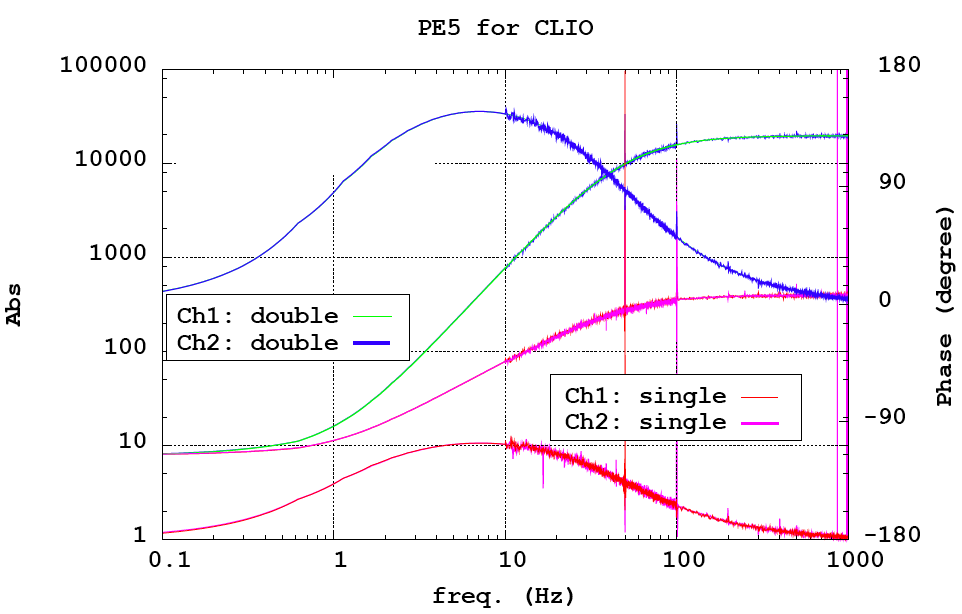 PE5 for CLIO
100000
10000
1000
100
10
1
180
90
0
-90
-180
Abs
Phase (degree)
Ch1: double
Ch2: double
Ch1: single
Ch2: single
0.1 1 10 100 1000
freq. (Hz)